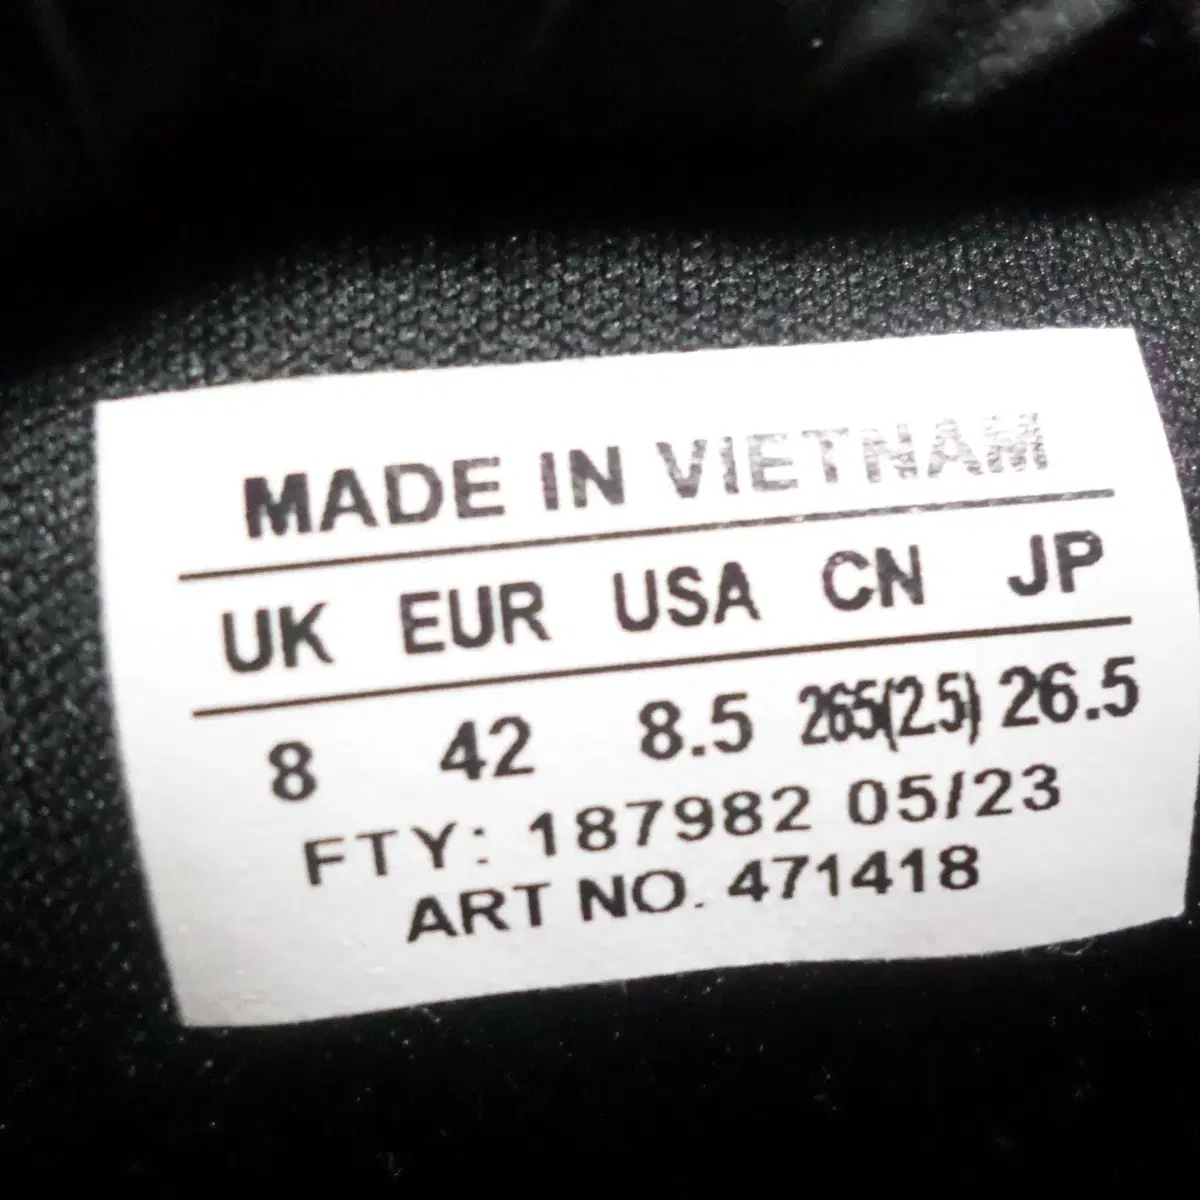 MADE IN VIETNAM
UK EUR USA CN JP
8 42 8.5 265(2.5) 26.5
FTY: 187982 05/23
ART NO. 471418